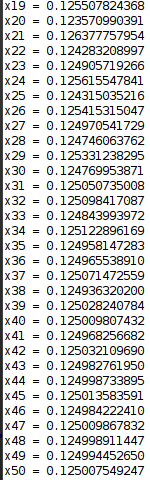 x19 = 0.125507824368
x20 = 0.123570990391
x21 = 0.126377757954
x22 = 0.124283208997
x23 = 0.124905719266
x24 = 0.125615547841
x25 = 0.124315035216
x26 = 0.125415315047
x27 = 0.124970541729
x28 = 0.124746063762
x29 = 0.125331238295
x30 = 0.124769953871
x31 = 0.125050735008
x32 = 0.125098417087
x33 = 0.124843993972
x34 = 0.125122896169
x35 = 0.124958147283
x36 = 0.124965538910
x37 = 0.125071472559
x38 = 0.124936320200
x39 = 0.125028240784
x40 = 0.125009807432
x41 = 0.124968256682
x42 = 0.125032109690
x43 = 0.124982761950
x44 = 0.124998733895
x45 = 0.125013583591
x46 = 0.124984222410
x47 = 0.125009867832
x48 = 0.124998911447
x49 = 0.124994452650
x50 = 0.125007549247